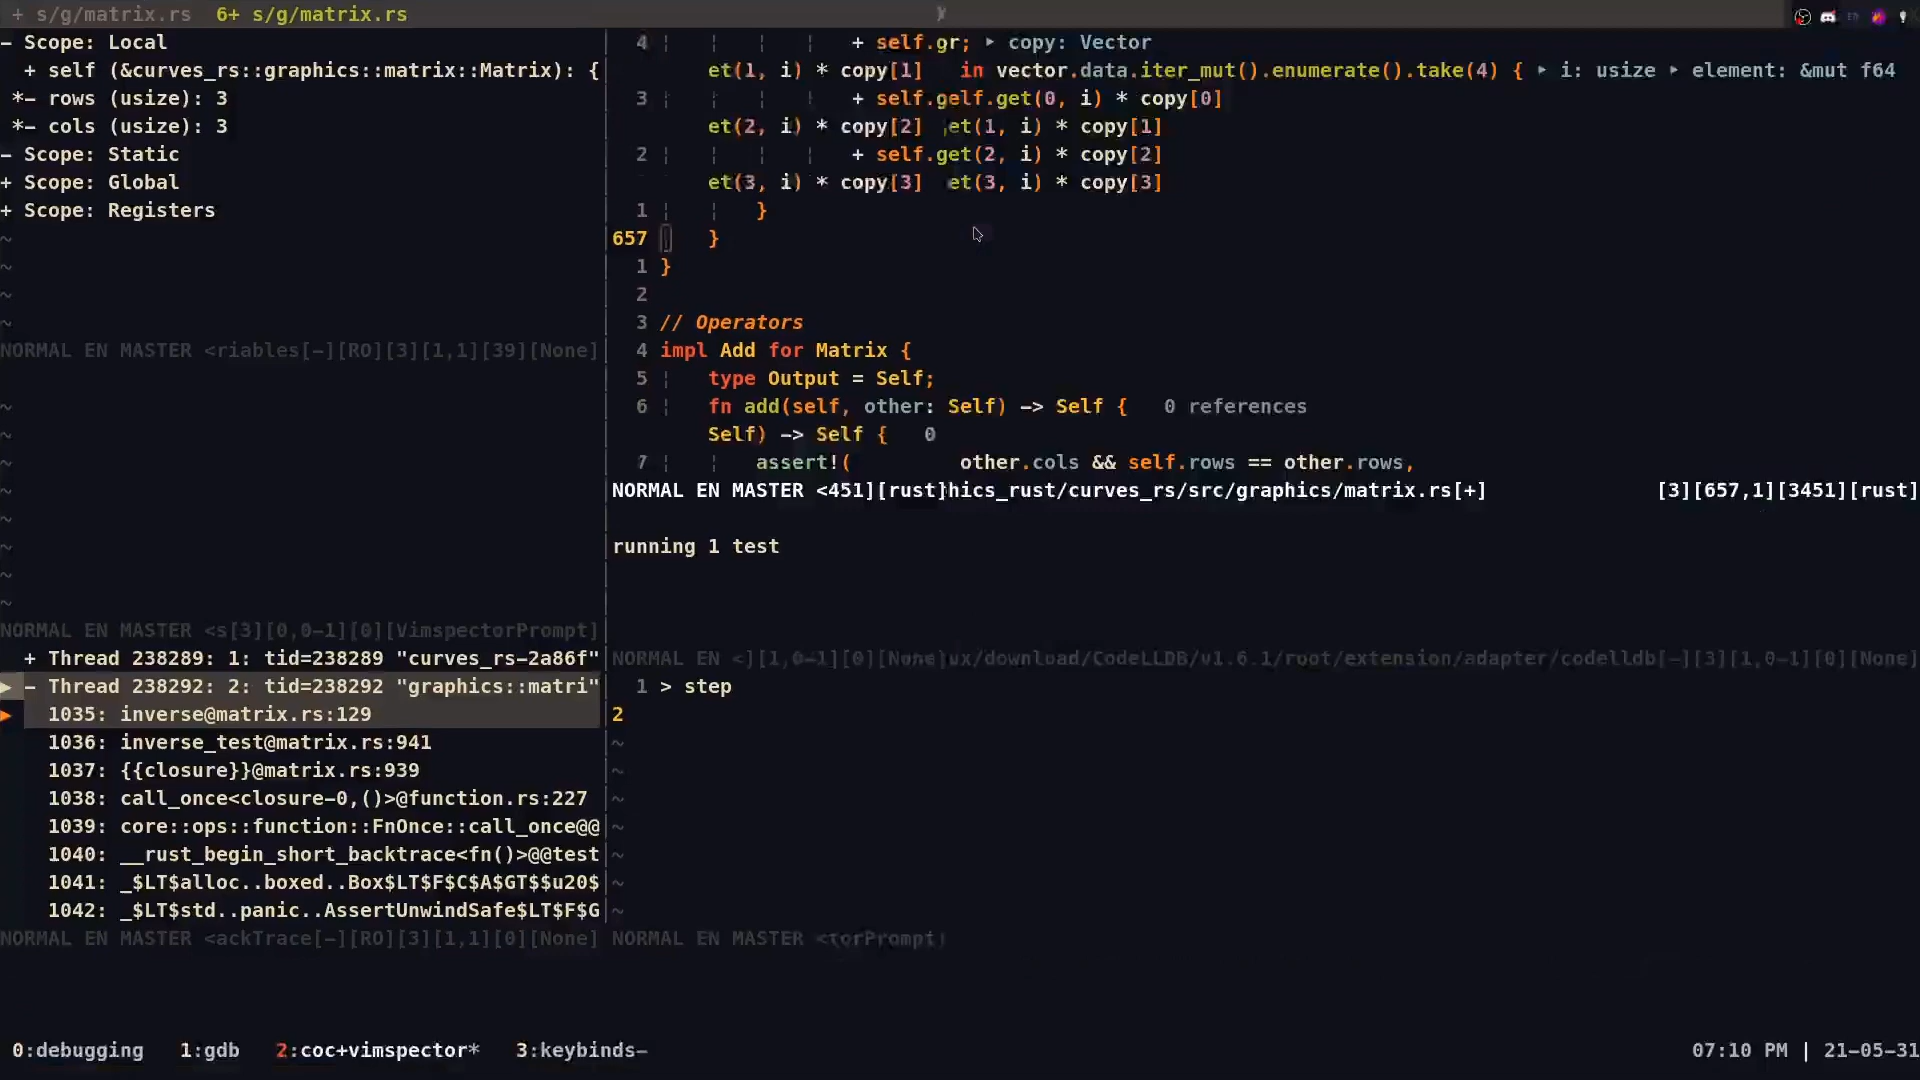 + s/g/matrix.rs  6+ s/g/matrix.rs
- Scope: Local
  + self (&curves_rs::graphics::matrix::Matrix): {
 *- rows (usize): 3
 *- cols (usize): 3
- Scope: Static
+ Scope: Global
+ Scope: Registers
~
~
~
~
NORMAL EN MASTER <riables[-][RO][3][1,1][39][None]
~
~
~
~
~
~
~
~
NORMAL EN MASTER <s[3][0,0-1][0][VimspectorPrompt]
+ Thread 238289: 1: tid=238289 "curves_rs-2a86f"
- Thread 238292: 2: tid=238292 "graphics::matri"
1035: inverse@matrix.rs:129
1036: inverse_test@matrix.rs:941
1037: {{closure}}@matrix.rs:939
1038: call_once<closure-0,()>@function.rs:227
1039: core::ops::function::FnOnce::call_once@@
1040: __rust_begin_short_backtrace<fn()>@@test
1041: _$LT$alloc..boxed..Box$LT$F$C$A$GT$$u20$
1042: _$LT$std..panic..AssertUnwindSafe$LT$F$G
NORMAL EN MASTER <ackTrace[-][RO][3][1,1][0][None]
4 + self.gr; ▸ copy: Vector
et(1, i) * copy[1]   in vector.data.iter_mut().enumerate().take(4) { ▸ i: usize ▸ element: &mut f64
3 + self.gelf.get(0, i) * copy[0]
et(2, i) * copy[2]  et(1, i) * copy[1]
2 + self.get(2, i) * copy[2]
et(3, i) * copy[3]  et(3, i) * copy[3]
1 }
657 }
1 }
2
3 // Operators
4 impl Add for Matrix {
5 type Output = Self;
6 fn add(self, other: Self) -> Self {   0 references
Self) -> Self {   0
7 assert!(         other.cols && self.rows == other.rows,
NORMAL EN MASTER <451][rust]hics_rust/curves_rs/src/graphics/matrix.rs[+] [3][657,1][3451][rust]
running 1 test
NORMAL EN <][1,0-1][0][None]ux/download/CodeLLDB/v1.6.1/root/extension/adapter/codelldb[-][3][1,0-1][0][None]
1 > step
2
~
~
~
~
~
~
~
NORMAL EN MASTER <torPrompt]
0:debugging   1:gdb   2:coc+vimspector*   3:keybinds-   07:10 PM | 21-05-31